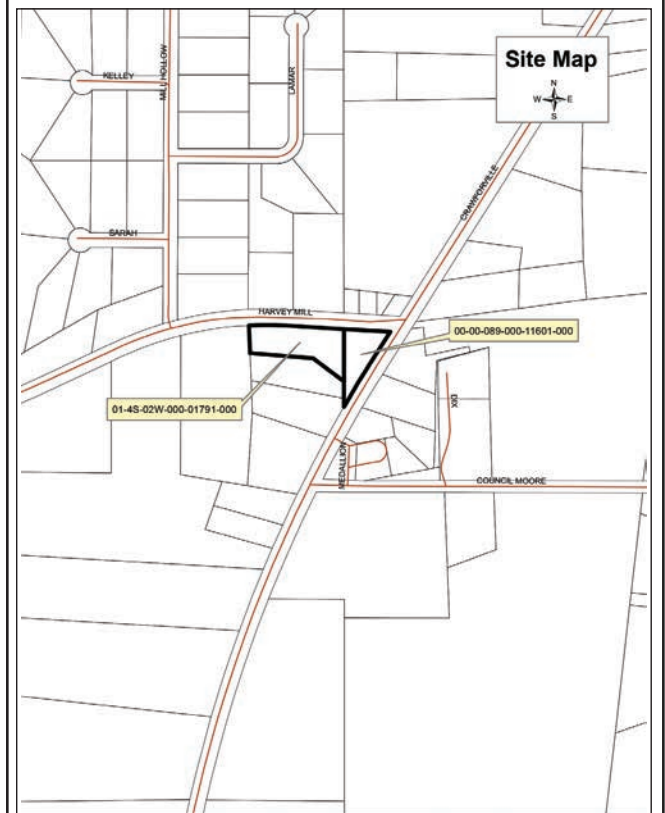 Site Map
N
W E
S
KELLEY
MILL HOLLOW
LAMAR
CRAWFORVILLE
SARAH
HARVEY MILL
00-00-089-000-11601-000
01-4S-02W-000-01791-000
DIX
MEDALLION
COUNCIL MOORE